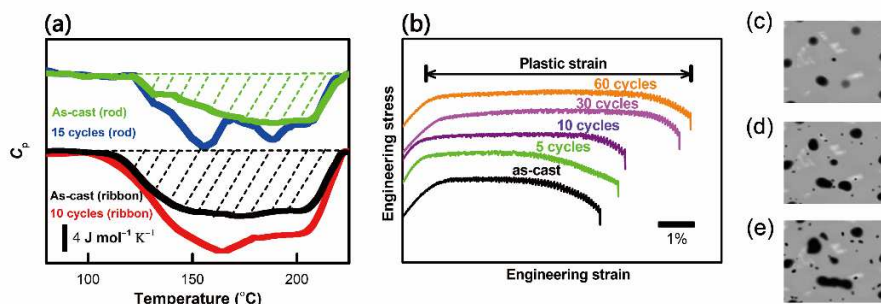 (a)
As-cast (rod)
15 cycles (rod)
As-cast (ribbon)
10 cycles (ribbon)
4 J mol⁻¹ K⁻¹
Cp
100
150
200
Temperature (°C)
(b)
Plastic strain
60 cycles
30 cycles
10 cycles
5 cycles
as-cast
1%
Engineering stress
Engineering strain
(c)
(d)
(e)